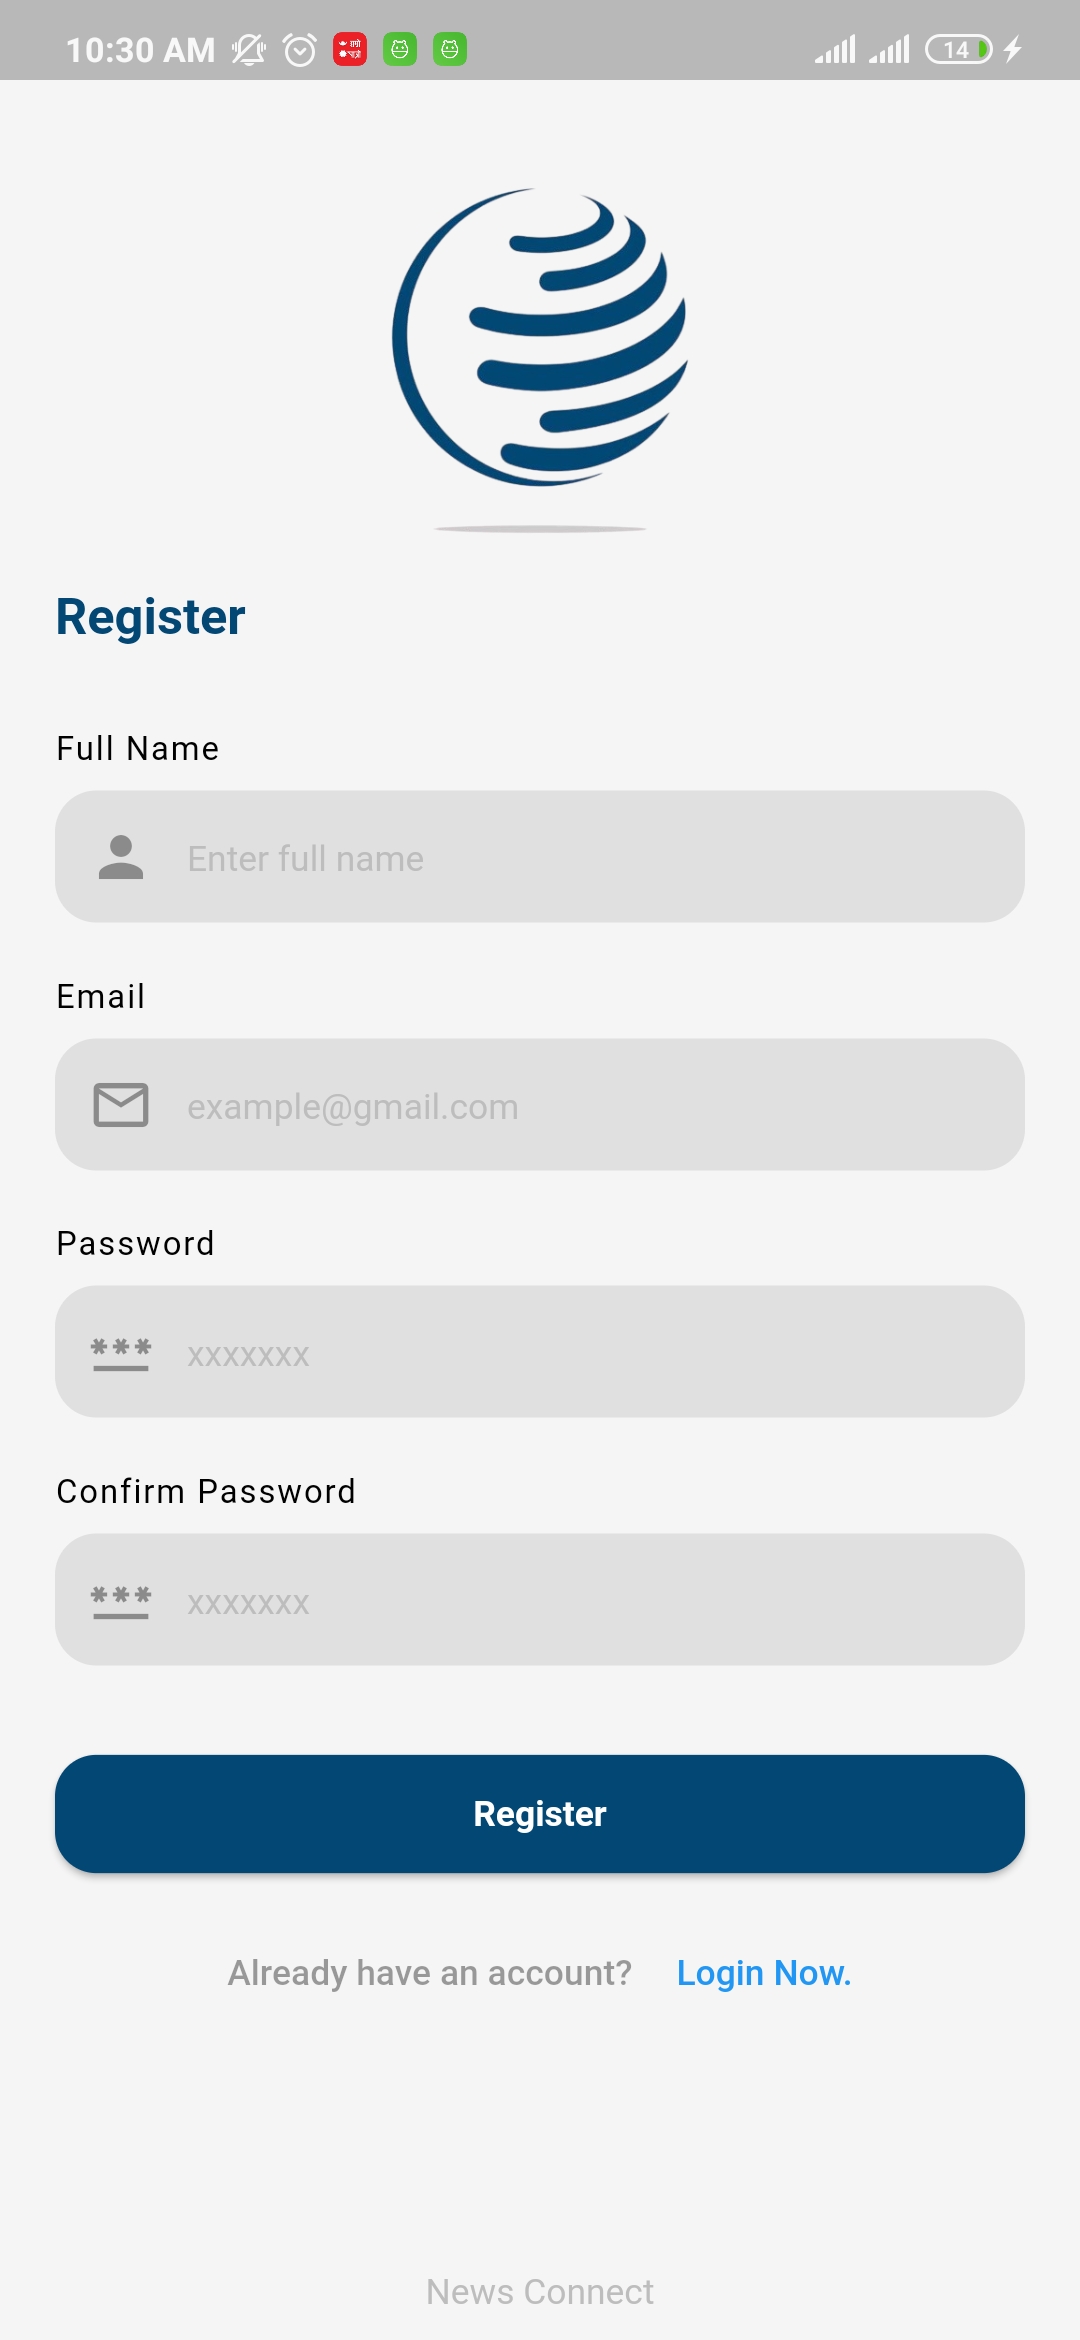 10:30 AM
14
Register
Full Name
Enter full name
Email
example@gmail.com
Password
xxxxxxx
Confirm Password
xxxxxxx
Register
Already have an account? Login Now.
News Connect